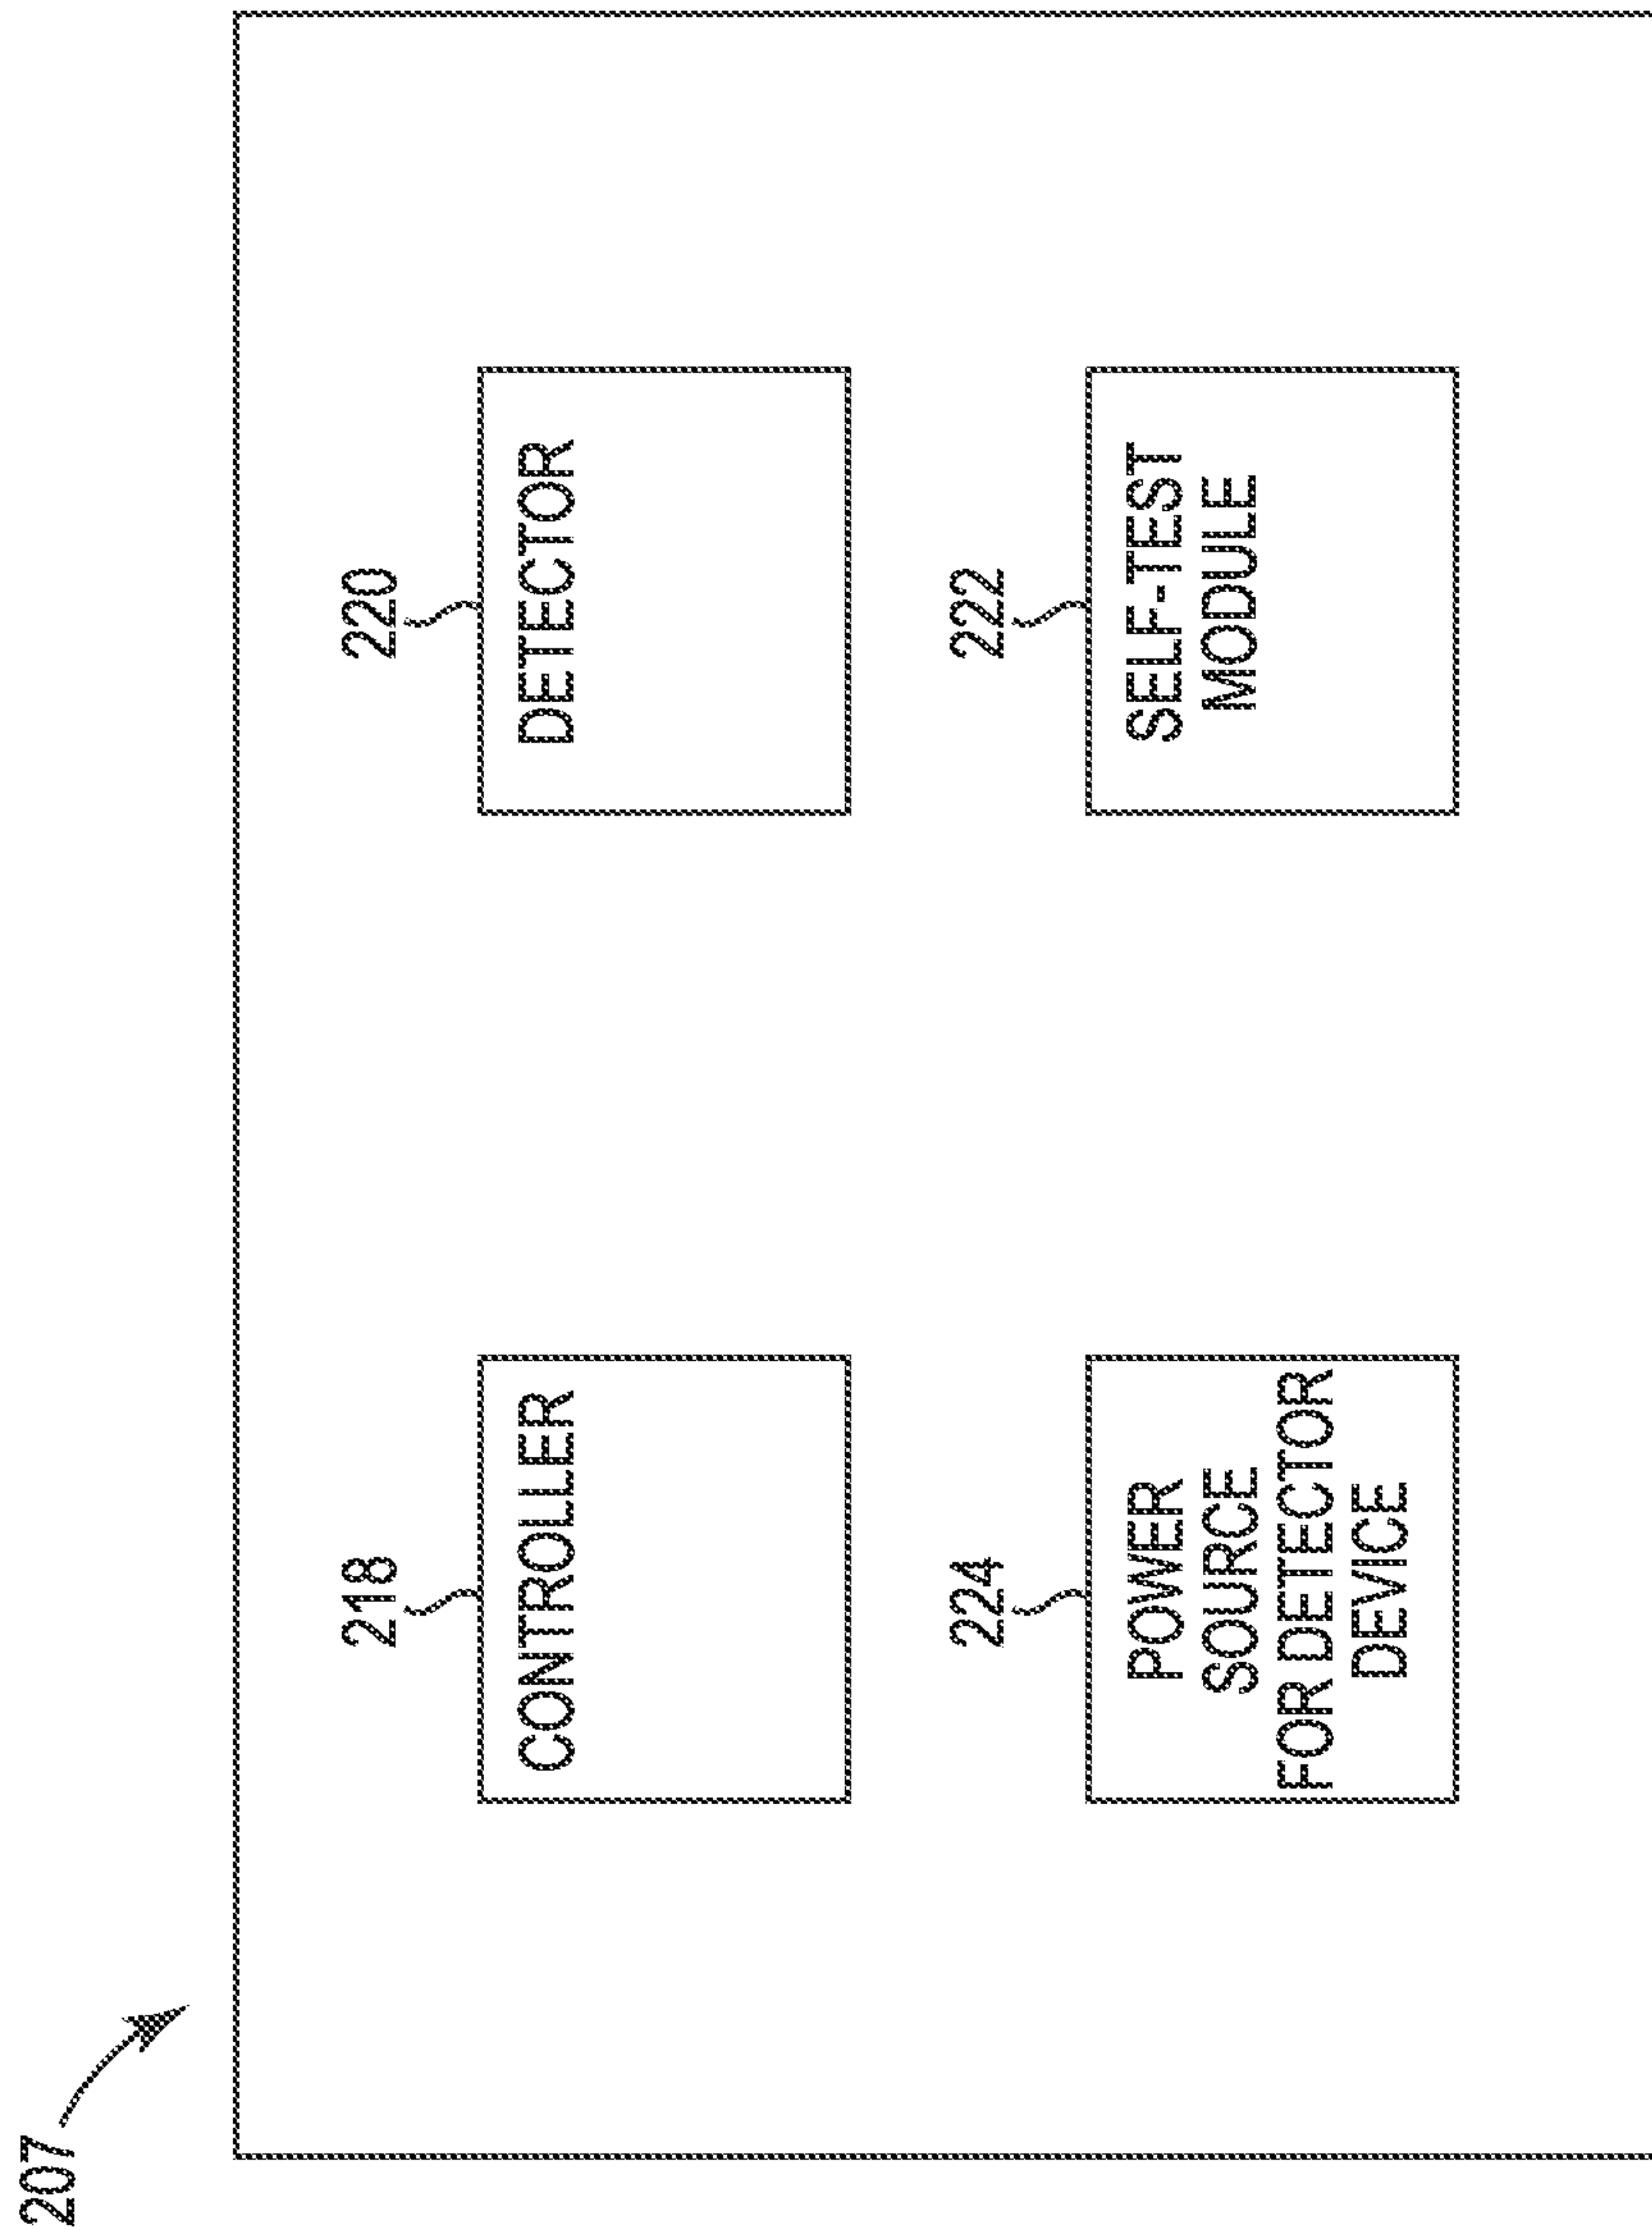 207
218
CONTROLLER
220
DETECTOR
224
POWER
SOURCE
FOR DETECTOR
DEVICE
222
SELF-TEST
MODULE